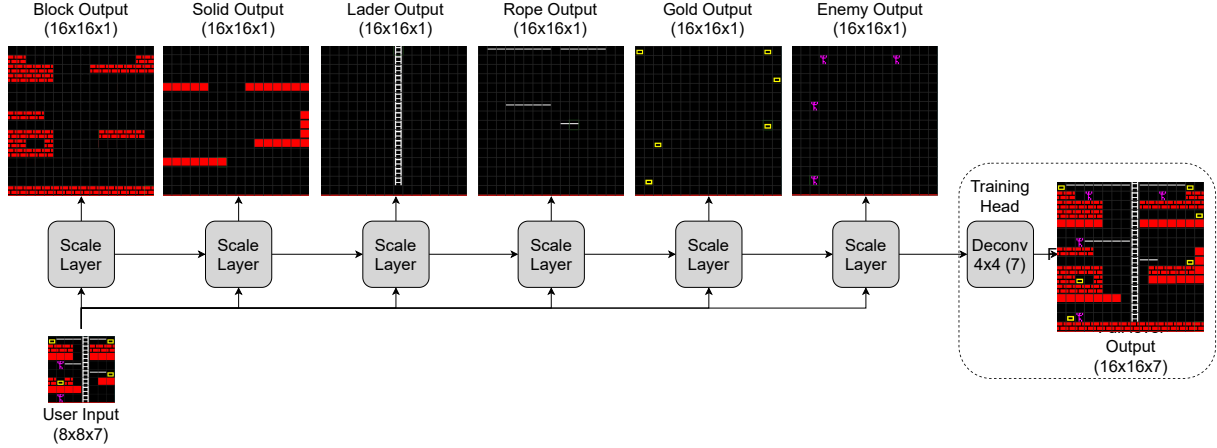 Block Output
(16x16x1)
Solid Output
(16x16x1)
Lader Output
(16x16x1)
Rope Output
(16x16x1)
Gold Output
(16x16x1)
Enemy Output
(16x16x1)
Scale
Layer
Scale
Layer
Scale
Layer
Scale
Layer
Scale
Layer
Scale
Layer
Training
Head
Deconv
4x4 (7)
Output
(16x16x7)
User Input
(8x8x7)